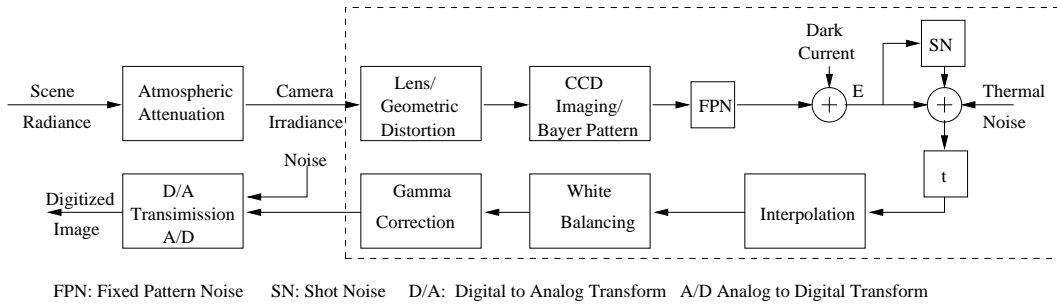 Scene
Radiance
Atmospheric
Attenuation
Camera
Irradiance
Lens/
Geometric
Distortion
CCD
Imaging/
Bayer Pattern
FPN
Dark
Current
+
E
SN
+
Thermal
Noise
t
Interpolation
White
Balancing
Gamma
Correction
Noise
D/A
Transimission
A/D
Digitized
Image
FPN: Fixed Pattern Noise SN: Shot Noise D/A: Digital to Analog Transform A/D Analog to Digital Transform